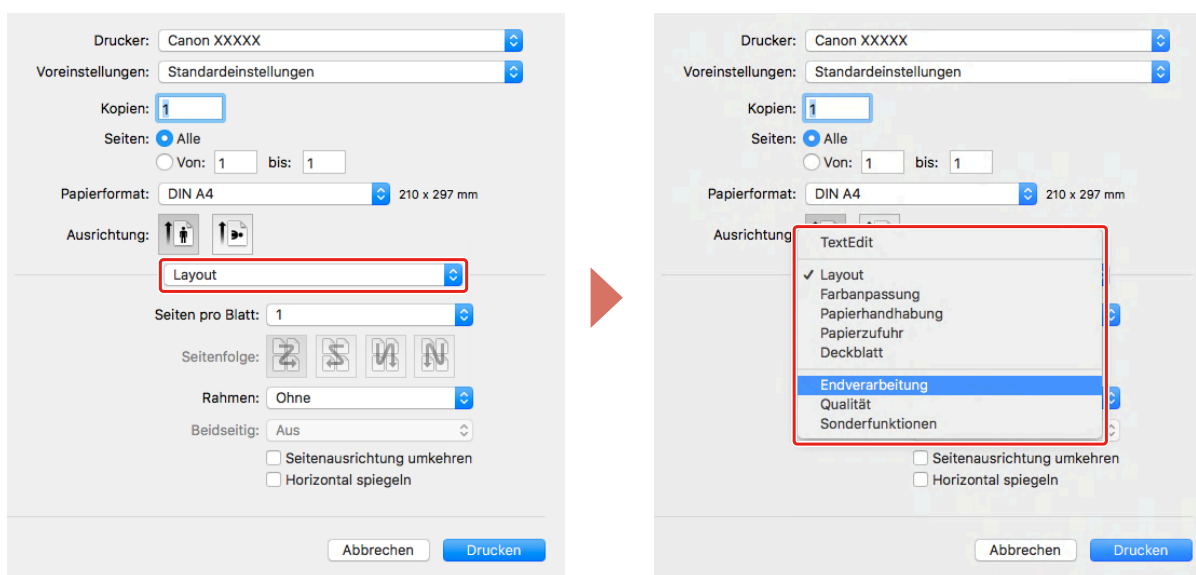 Drucker: Canon XXXXX
Voreinstellungen: Standardeinstellungen
Kopien: 1
Seiten: Alle
Von: 1 bis: 1
Papierformat: DIN A4 210 x 297 mm
Ausrichtung:
Layout
Seiten pro Blatt: 1
Seitenfolge:
Rahmen: Ohne
Beidseitig: Aus
Seitenausrichtung umkehren
Horizontal spiegeln
Abbrechen Drucken
Drucker: Canon XXXXX
Voreinstellungen: Standardeinstellungen
Kopien: 1
Seiten: Alle
Von: 1 bis: 1
Papierformat: DIN A4 210 x 297 mm
Ausrichtung
TextEdit
Layout
Farbanpassung
Papierhandhabung
Papierzufuhr
Deckblatt
Endverarbeitung
Qualität
Sonderfunktionen
Seitenausrichtung umkehren
Horizontal spiegeln
Abbrechen Drucken